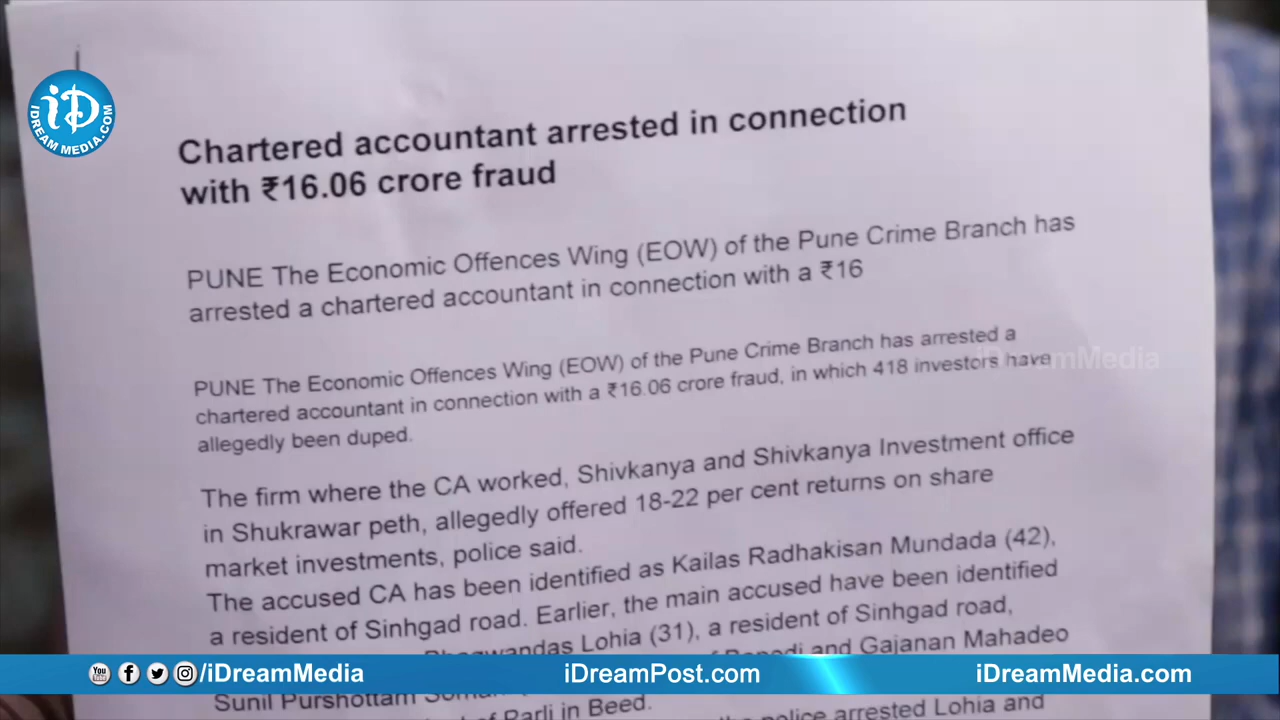 iD
IDREAM MEDIA.COM
Chartered accountant arrested in connection
with ₹16.06 crore fraud
PUNE The Economic Offences Wing (EOW) of the Pune Crime Branch has
arrested a chartered accountant in connection with a ₹16
PUNE The Economic Offences Wing (EOW) of the Pune Crime Branch has arrested a
chartered accountant in connection with a ₹16.06 crore fraud, in which 418 investors have
allegedly been duped.
iDreamMedia
The firm where the CA worked, Shivkanya and Shivkanya Investment office
in Shukrawar peth, allegedly offered 18-22 per cent returns on share
market investments, police said.
The accused CA has been identified as Kailas Radhakisan Mundada (42),
a resident of Sinhgad road. Earlier, the main accused have been identified
Lohia (31), a resident of Sinhgad road,
and Gajanan Mahadeo
Sunil Purshottam
Parli in Beed.
police arrested Lohia and
You Tube /iDreamMedia
iDreamPost.com
iDreamMedia.com